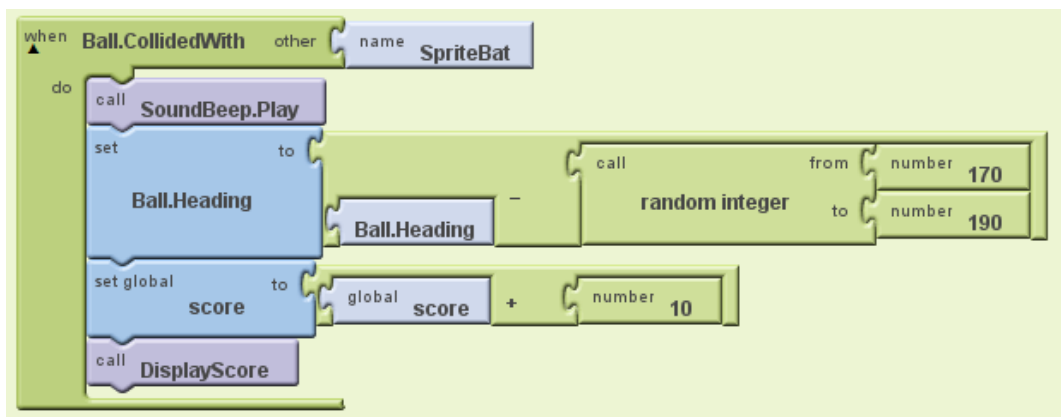 when Ball.CollidedWith other name SpriteBat
do
call SoundBeep.Play
set Ball.Heading to Ball.Heading - call random integer from number 170
to number 190
set global score to global score + number 10
call DisplayScore